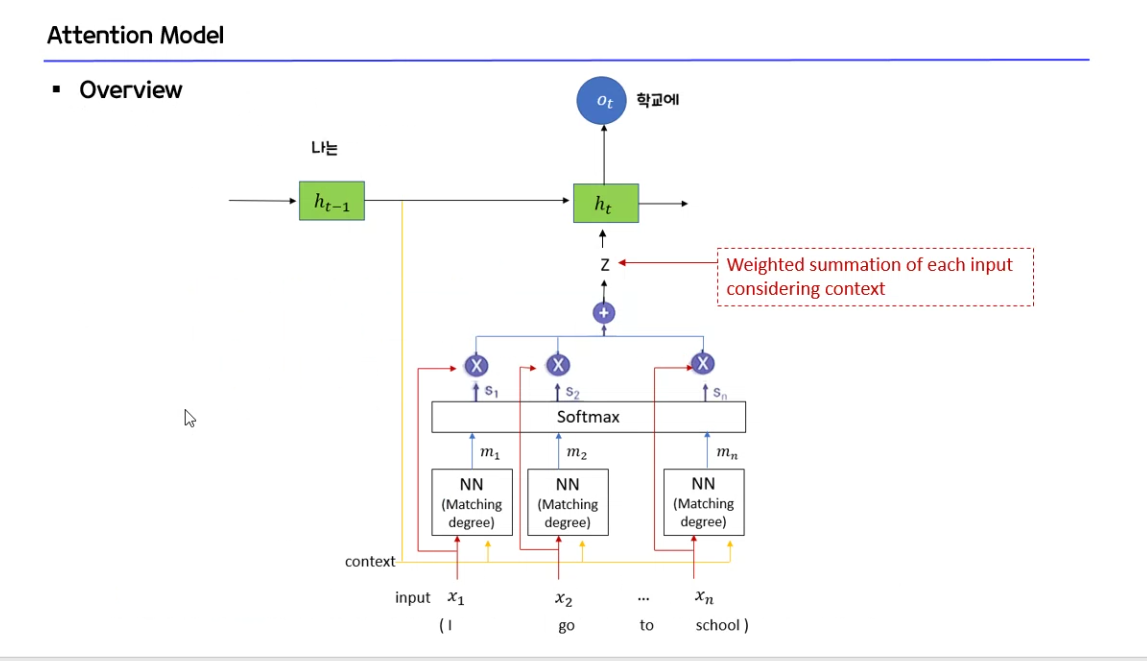 Attention Model
▪ Overview
o_t 학교에
나는
h_{t-1}
h_t
Z
Weighted summation of each input
considering context
+
X X X
s_1 s_2 s_n
Softmax
m_1 m_2 m_n
NN NN NN
(Matching (Matching (Matching
degree) degree) degree)
context
input x_1 x_2 ... x_n
( I go to school )